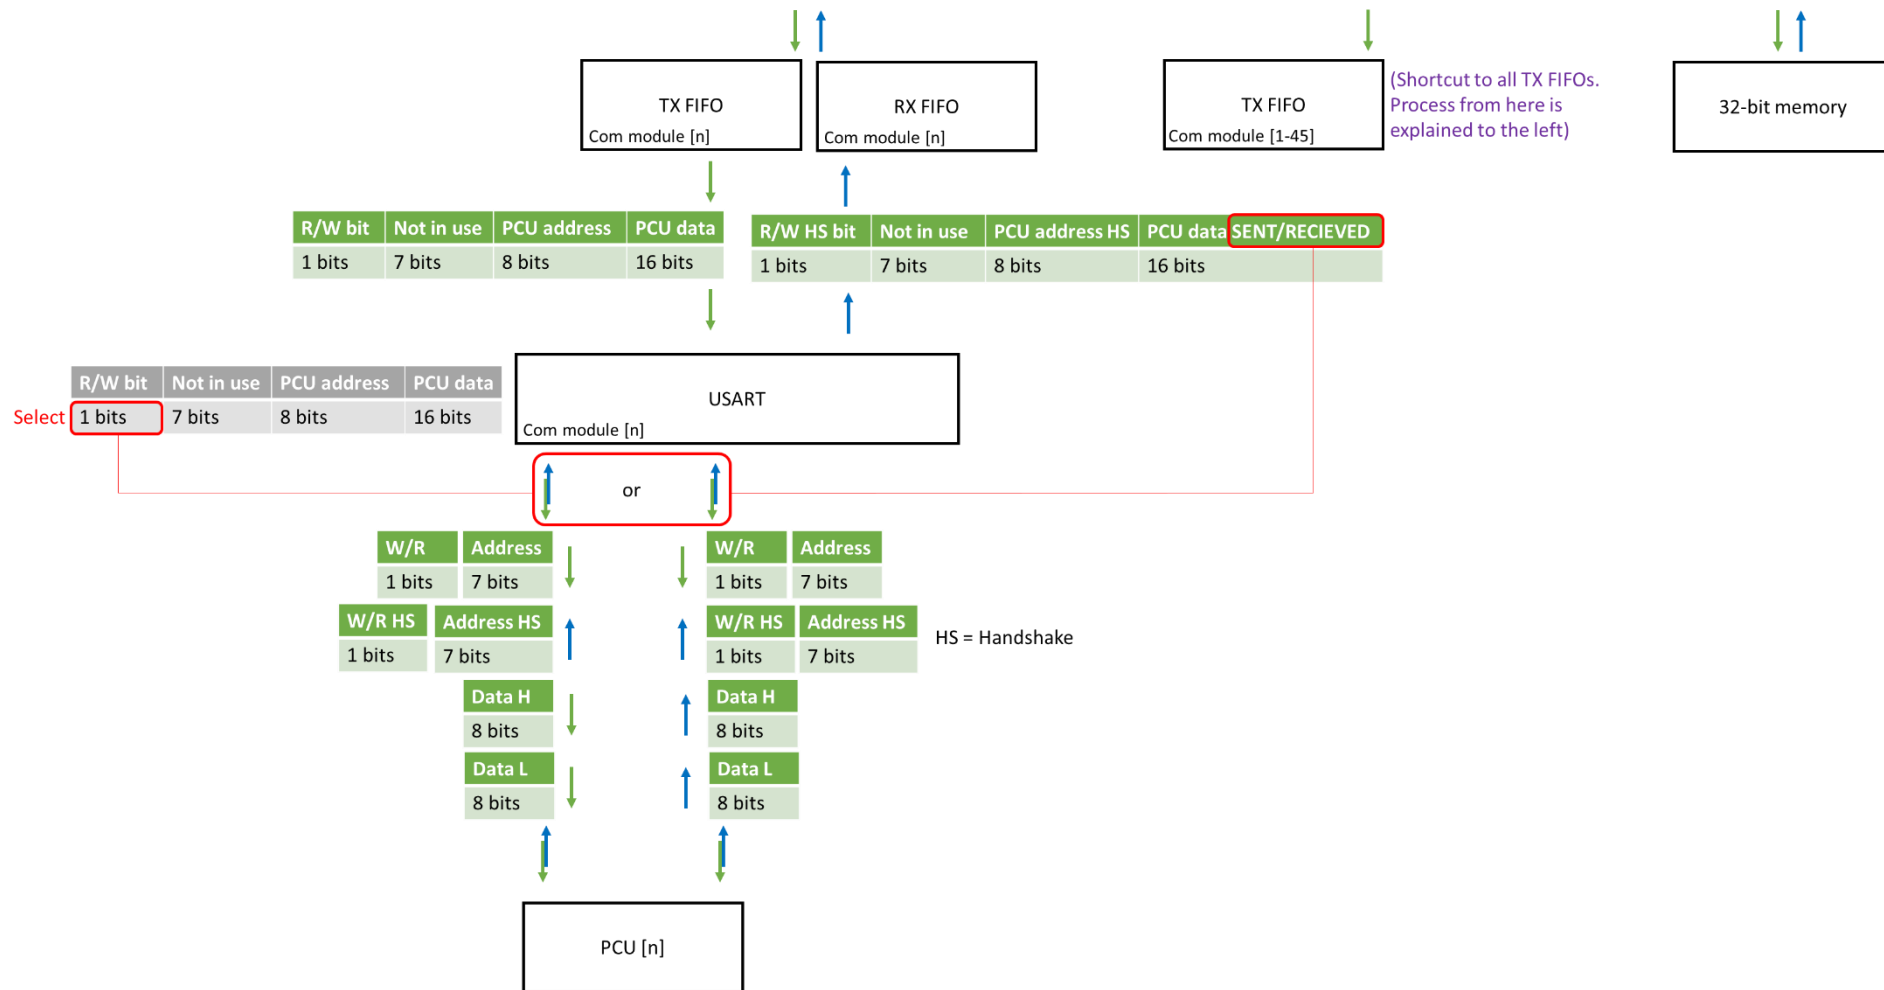 TX FIFO
Com module [n]
RX FIFO
Com module [n]
TX FIFO
Com module [1-45]
(Shortcut to all TX FIFOs.
Process from here is
explained to the left)
32-bit memory
R/W bit Not in use PCU address PCU data
1 bits 7 bits 8 bits 16 bits
R/W HS bit Not in use PCU address HS PCU data SENT/RECIEVED
1 bits 7 bits 8 bits 16 bits
R/W bit Not in use PCU address PCU data
Select 1 bits 7 bits 8 bits 16 bits
USART
Com module [n]
or
W/R Address
1 bits 7 bits
W/R HS Address HS
1 bits 7 bits
Data H
8 bits
Data L
8 bits
W/R Address
1 bits 7 bits
W/R HS Address HS
1 bits 7 bits
HS = Handshake
Data H
8 bits
Data L
8 bits
PCU [n]